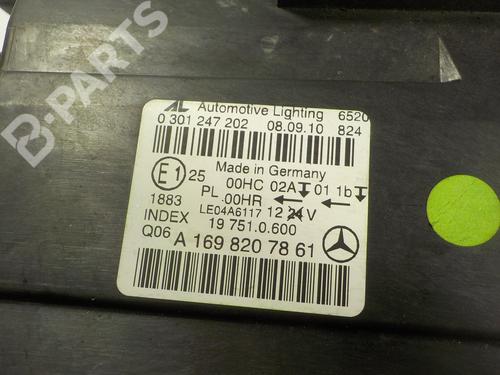 AL Automotive Lighting 6520
0 301 247 202 08.09.10 824
Made in Germany
E1 25 00HC 02A 01 1b
PL 00HR
1883 LE04A6117 12 24 V
INDEX 19 751.0.600
Q06 A 169 820 78 61
B-PARTS